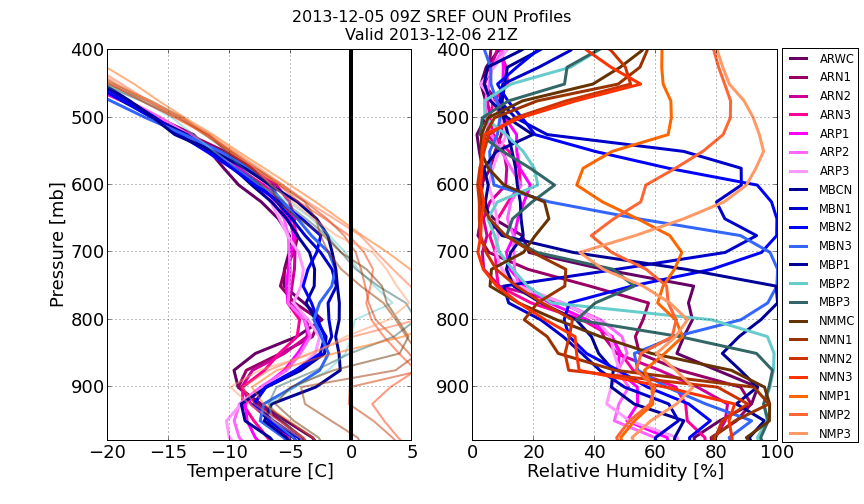 2013-12-05 09Z SREF OUN Profiles
Valid 2013-12-06 21Z
400
500
600
700
800
900
Pressure [mb]
−20 −15 −10 −5 0 5
Temperature [C]
400
500
600
700
800
900
0 20 40 60 80 100
Relative Humidity [%]
ARWC
ARN1
ARN2
ARN3
ARP1
ARP2
ARP3
MBCN
MBN1
MBN2
MBN3
MBP1
MBP2
MBP3
NMMC
NMN1
NMN2
NMN3
NMP1
NMP2
NMP3